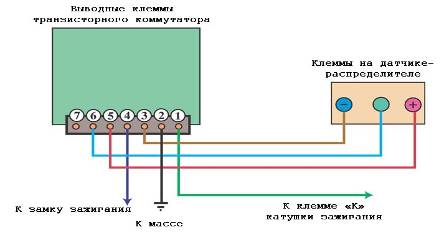 Выводные клеммы
транзисторного коммутатора
Клеммы на датчике-
распределителе
7 6 5 4 3 2 1
− +
К замку зажигания
К массе
К клемме «К»
катушки зажигания